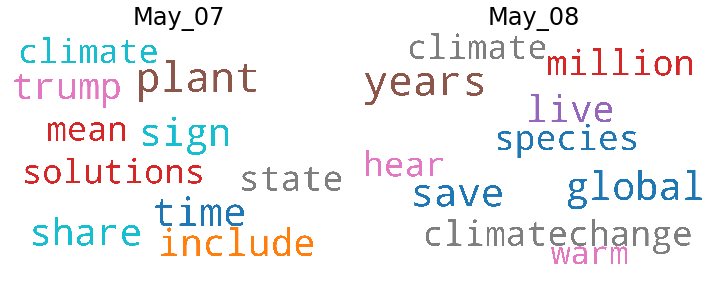 May_07
climate
trump plant
mean sign
solutions
state
time
share
include
May_08
climate
million
years
live
species
hear
save global
climatechange
warm